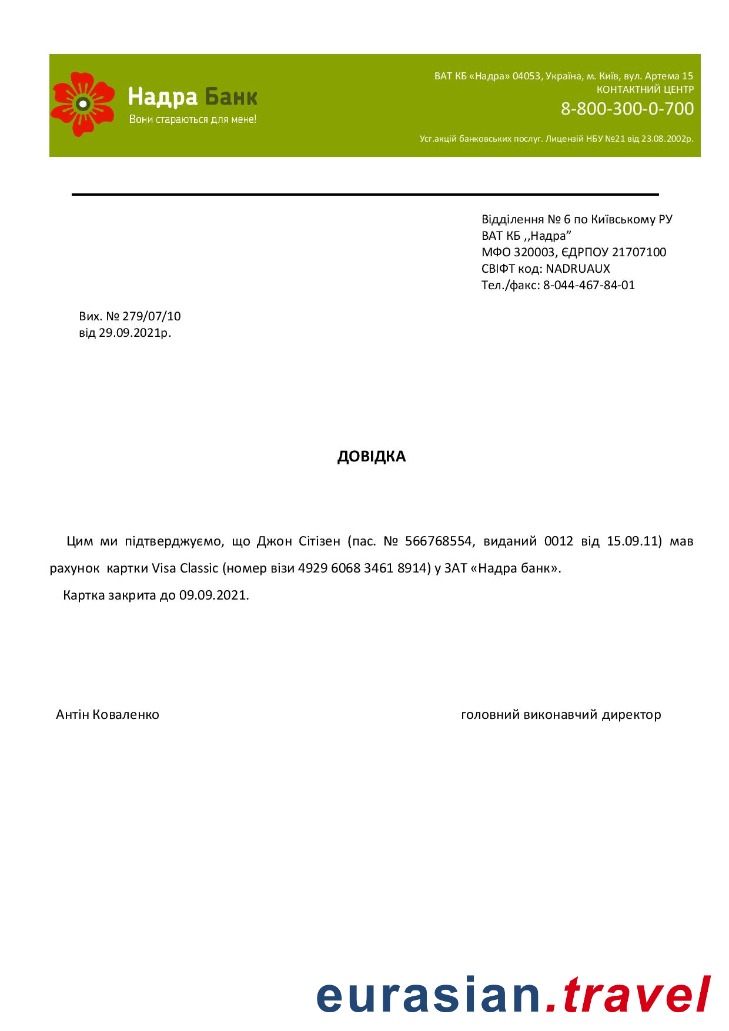 Надра Банк
Вони стараються для мене!
ВАТ КБ «Надра» 04053, Україна, м. Київ, вул. Артема 15
КОНТАКТНИЙ ЦЕНТР
8-800-300-0-700
Усг.акцій банковських послуг. Лицензій НБУ №21 від 23.08.2002р.
Відділення № 6 по Київському РУ
ВАТ КБ ,,Надра”
МФО 320003, ЄДРПОУ 21707100
СВІФТ код: NADRUAUX
Тел./факс: 8-044-467-84-01
Вих. № 279/07/10
від 29.09.2021р.
ДОВІДКА
Цим ми підтверджуємо, що Джон Сітізен (пас. № 566768554, виданий 0012 від 15.09.11) мав
рахунок картки Visa Classic (номер візи 4929 6068 3461 8914) у ЗАТ «Надра банк».
Картка закрита до 09.09.2021.
Антін Коваленко головний виконавчий директор
eurasian.travel